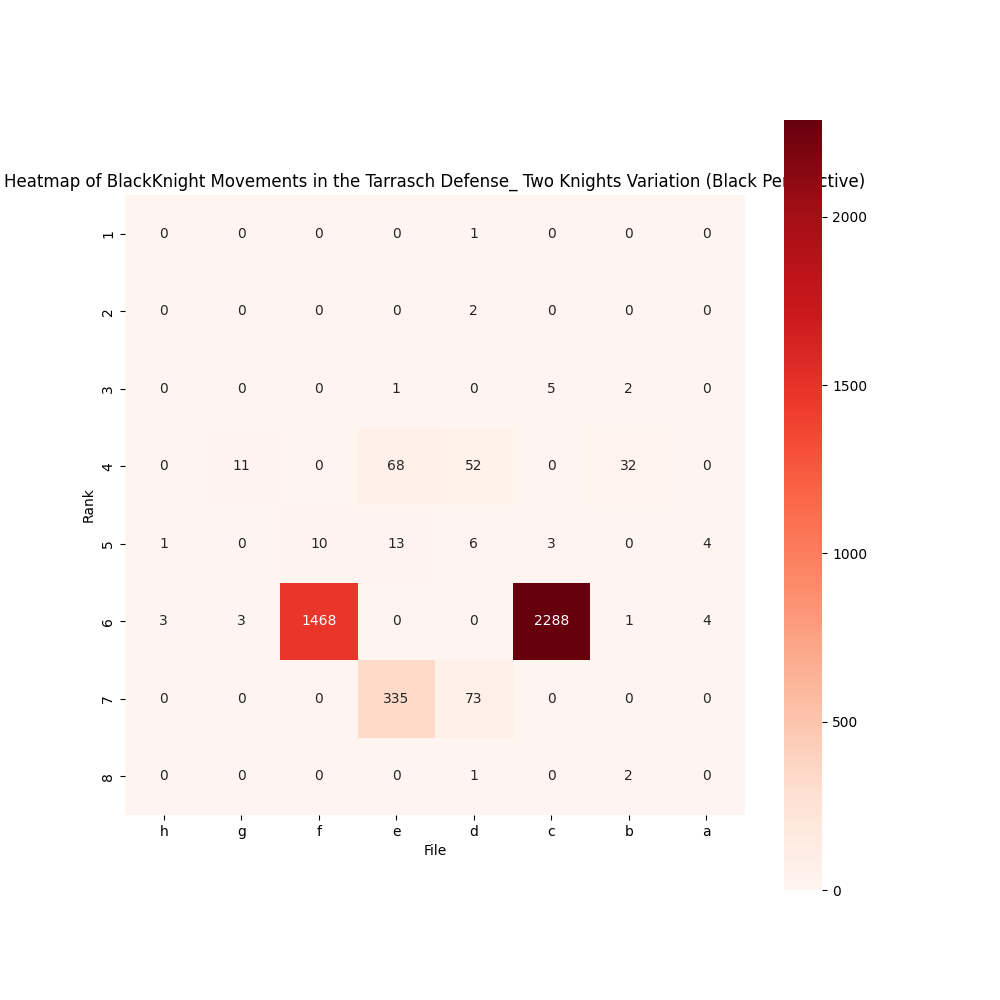 Heatmap of BlackKnight Movements in the Tarrasch Defense_ Two Knights Variation (Black Pe ctive)
2000
1500
1000
500
0
Rank
1 0 0 0 0 1 0 0 0
2 0 0 0 0 2 0 0 0
3 0 0 0 1 0 5 2 0
4 0 11 0 68 52 0 32 0
5 1 0 10 13 6 3 0 4
6 3 3 1468 0 0 2288 1 4
7 0 0 0 335 73 0 0 0
8 0 0 0 0 1 0 2 0
h g f e d c b a
File